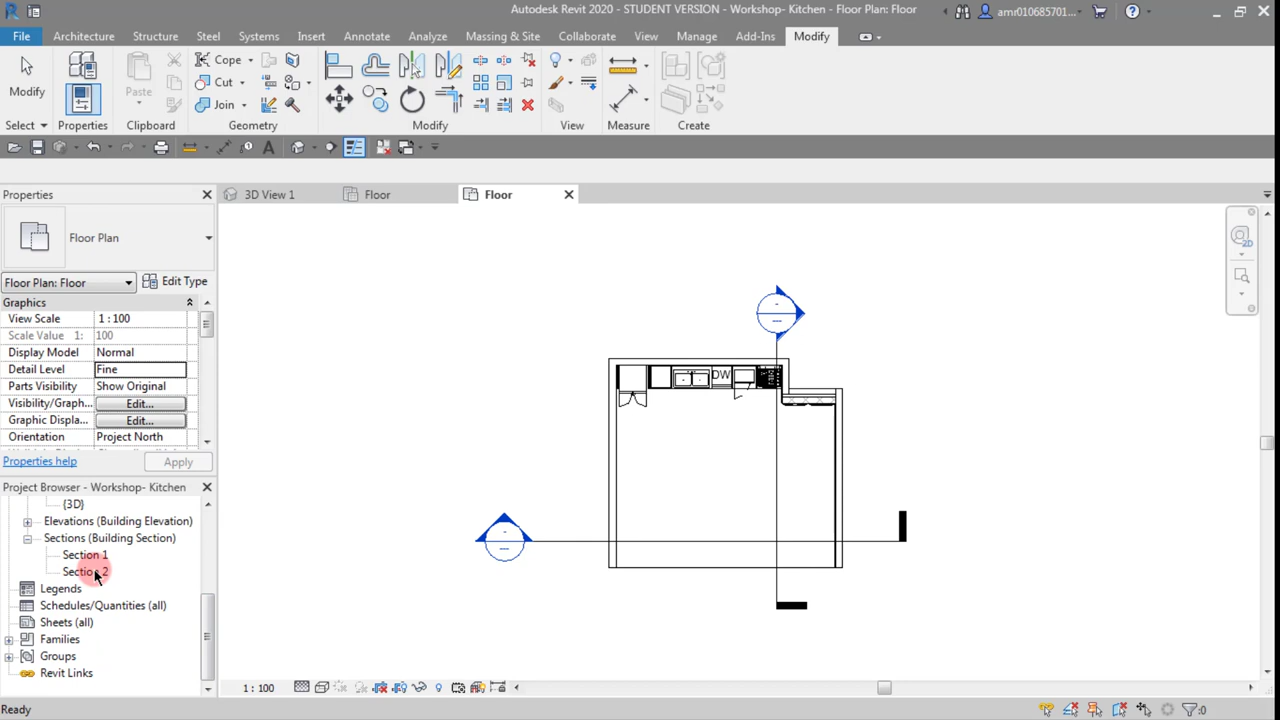 Autodesk Revit 2020 - STUDENT VERSION - Workshop- Kitchen - Floor Plan: Floor
amr010685701...
File Architecture Structure Steel Systems Insert Annotate Analyze Massing & Site Collaborate View Manage Add-Ins Modify
Cope
Cut
Join
Modify
Paste
Select Properties Clipboard Geometry Modify View Measure Create
Properties
3D View 1
Floor
Floor
Floor Plan
Floor Plan: Floor
Edit Type
Graphics
View Scale 1 : 100
Scale Value 1: 100
Display Model Normal
Detail Level Fine
Parts Visibility Show Original
Visibility/Graph... Edit...
Graphic Displa... Edit...
Orientation Project North
Properties help
Apply
DW
Project Browser - Workshop- Kitchen
{3D}
Elevations (Building Elevation)
Sections (Building Section)
Section 1
Section 2
Legends
Schedules/Quantities (all)
Sheets (all)
Families
Groups
Revit Links
1 : 100
Ready
:0
2D